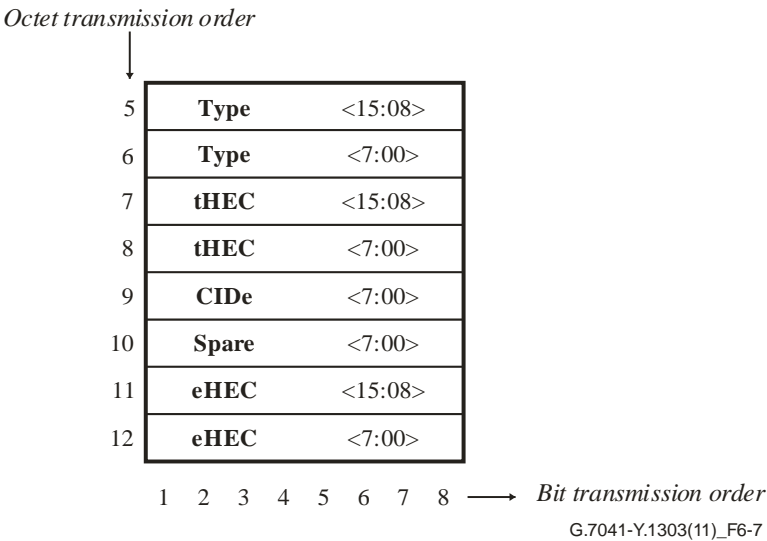 Octet transmission order
5 Type <15:08>
6 Type <7:00>
7 tHEC <15:08>
8 tHEC <7:00>
9 CIDe <7:00>
10 Spare <7:00>
11 eHEC <15:08>
12 eHEC <7:00>
1 2 3 4 5 6 7 8 Bit transmission order
G.7041-Y.1303(11)_F6-7